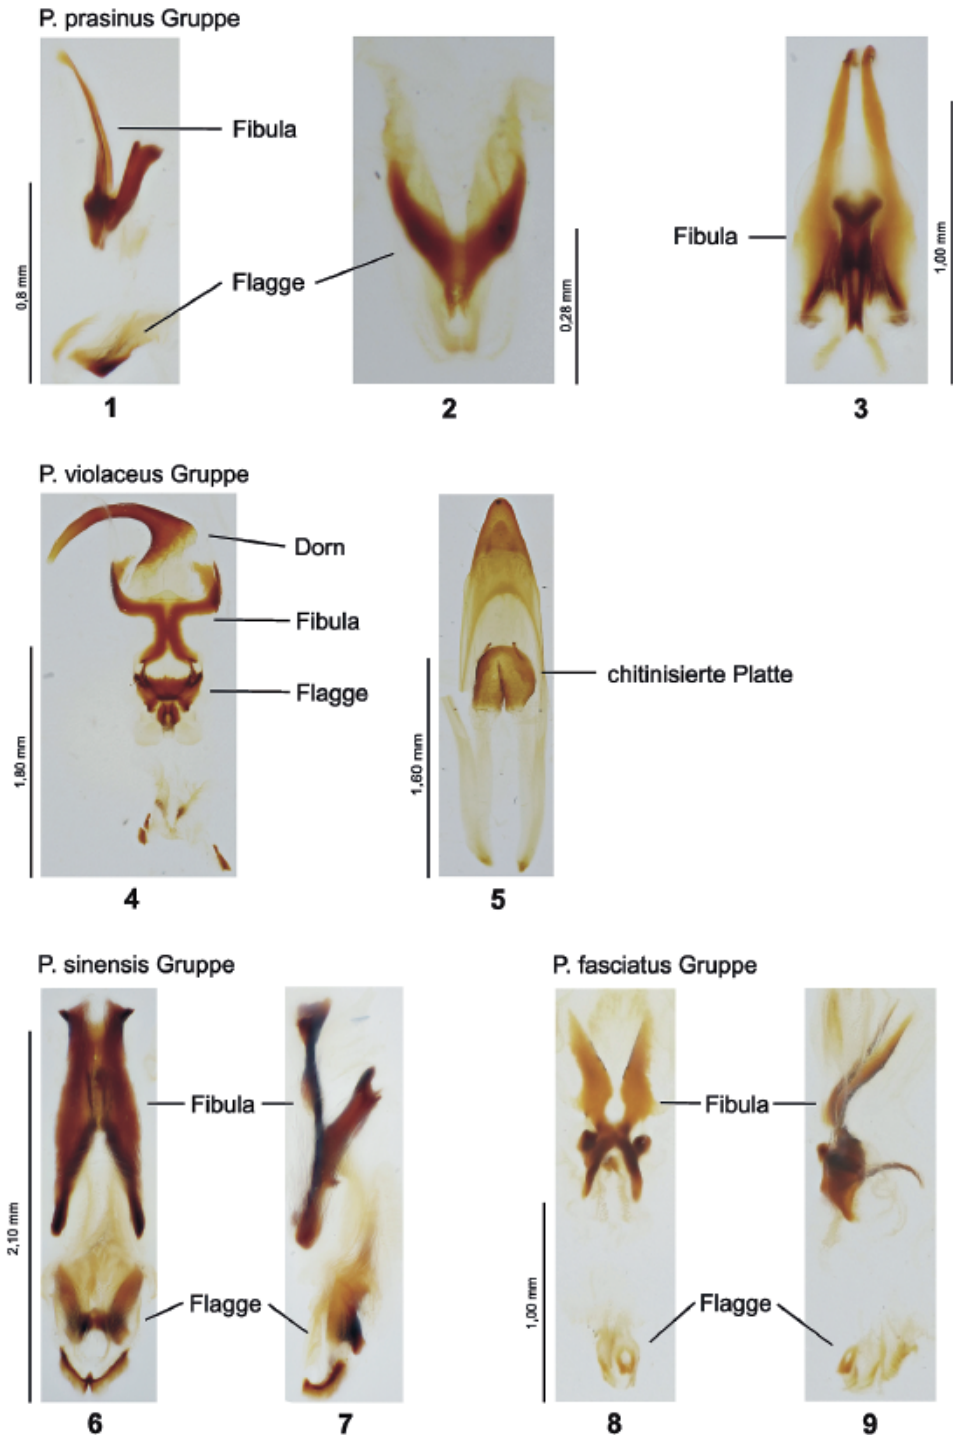 P. prasinus Gruppe
Fibula
Fibula
Flagge
0,8 mm
0,28 mm
1,00 mm
1
2
3
P. violaceus Gruppe
Dorn
Fibula
Flagge
chitinisierte Platte
1,80 mm
1,60 mm
4
5
P. sinensis Gruppe
P. fasciatus Gruppe
Fibula
Fibula
2,10 mm
Flagge
Flagge
1,00 mm
6
7
8
9